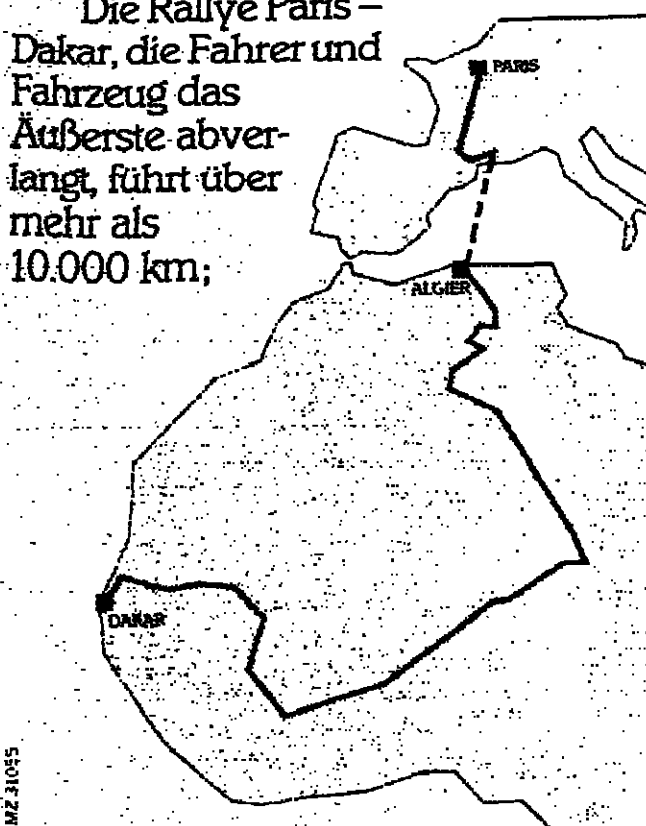 Die Rallye Paris –
Dakar, die Fahrer und
Fahrzeug das
Äußerste abver-
langt, führt über
mehr als
10.000 km;
PARIS
ALGIER
DAKAR
MZ 31055